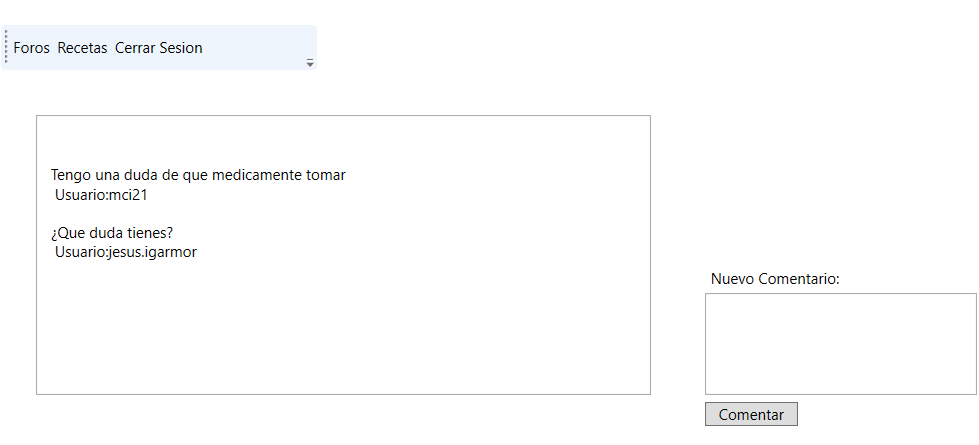 Foros Recetas Cerrar Sesion
Tengo una duda de que medicamente tomar
Usuario:mci21
¿Que duda tienes?
Usuario:jesus.igarmor
Nuevo Comentario:
Comentar